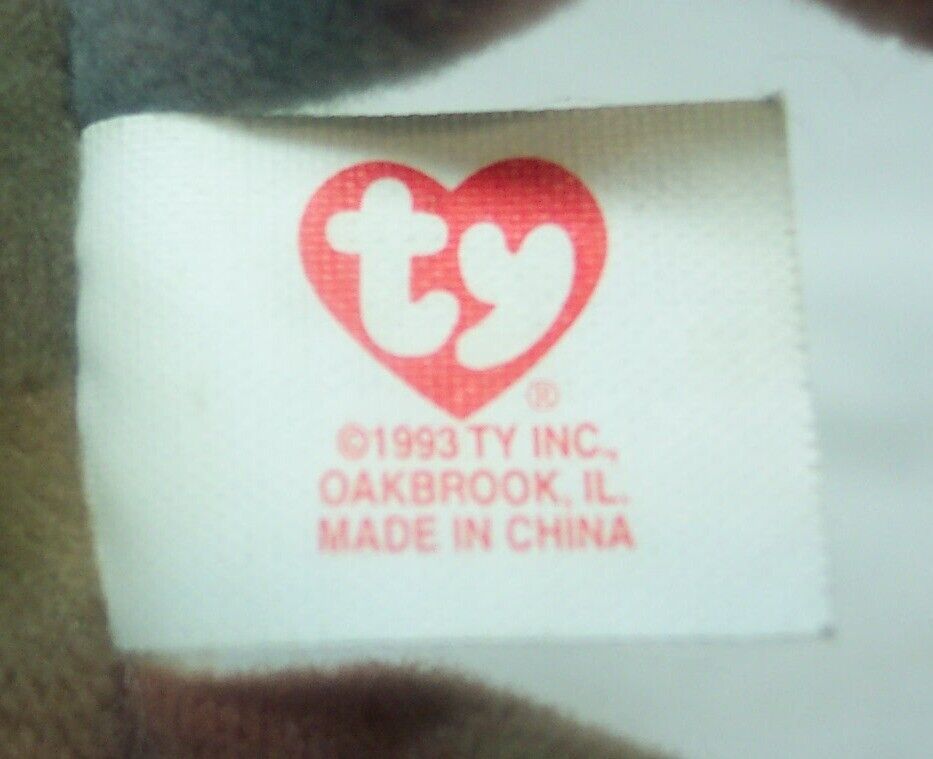 ty®
©1993 TY INC.,
OAKBROOK, IL.
MADE IN CHINA